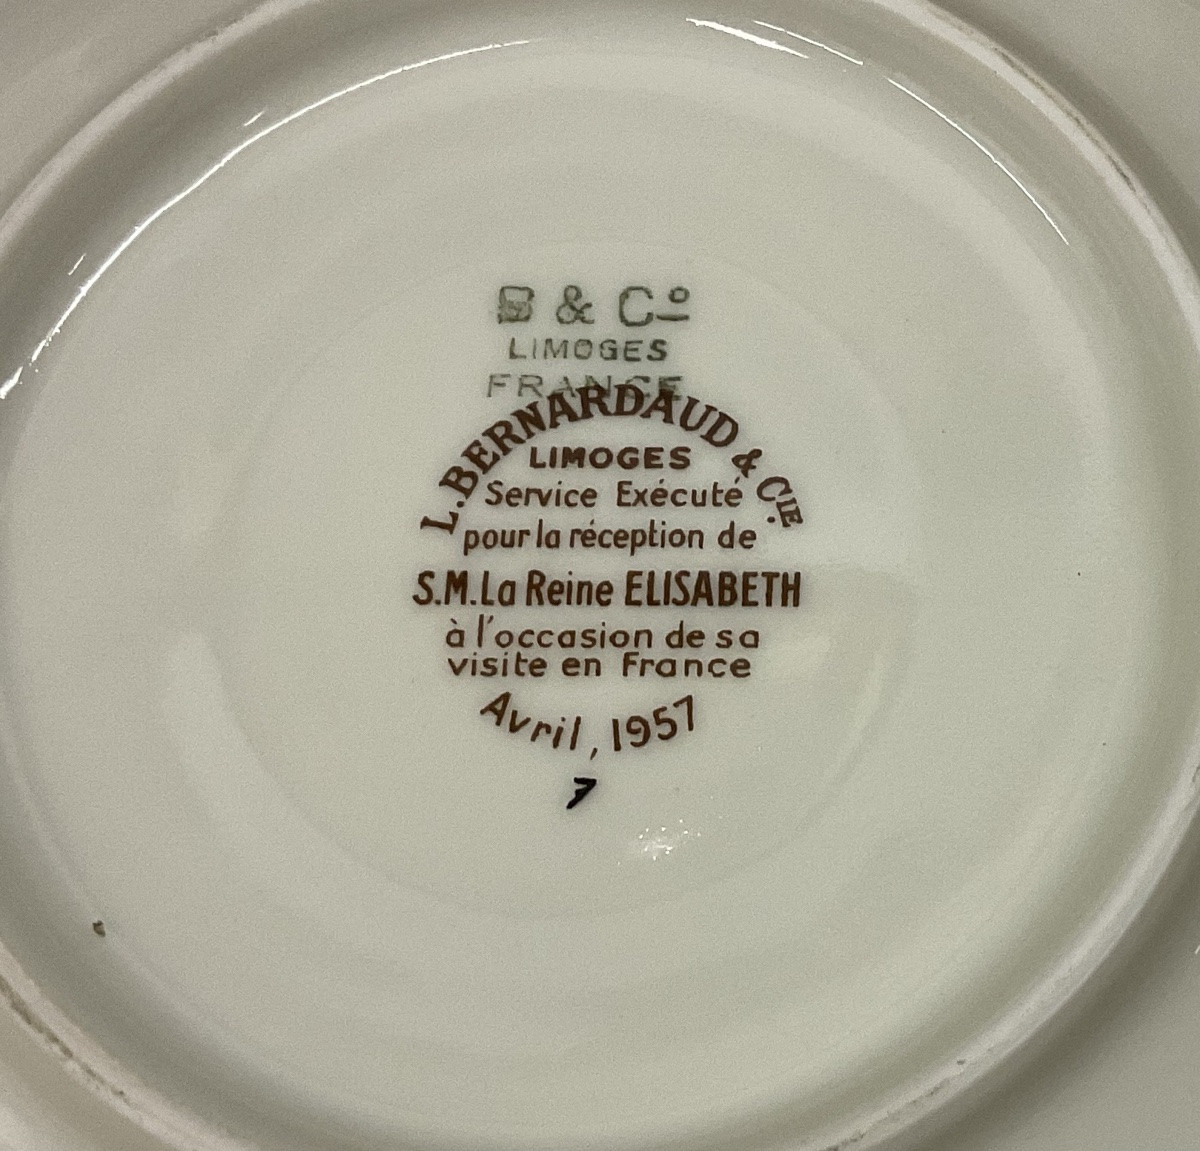 B & Cº
LIMOGES
FRANCE
L. BERNARDAUD & CIE.
LIMOGES
Service Exécuté
pour la réception de
S.M. La Reine ELISABETH
à l'occasion de sa
visite en France
Avril, 1957
7